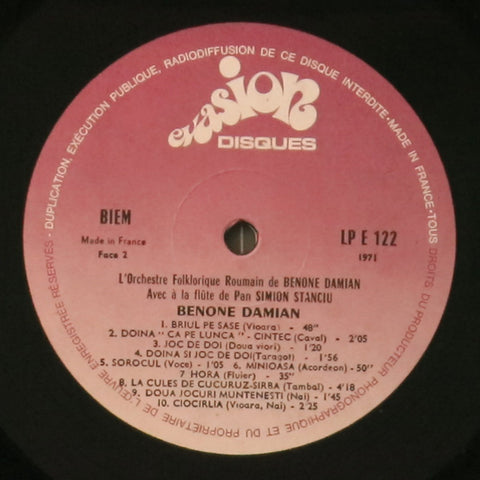 DUPLICATION, EXÉCUTION PUBLIQUE, RADIODIFFUSION DE CE DISQUE INTERDITE - MADE IN FRANCE - TOUS DROITS DU PRODUCTEUR PHONOGRAPHIQUE ET DU PROPRIÉTAIRE DE L'ŒUVRE ENREGISTRÉE RÉSERVÉS -
evasion
DISQUES
BIEM
LP E 122
Made in France
1971
Face 2
L'Orchestre Folklorique Roumain de BENONE DAMIAN
Avec à la flûte de Pan SIMION STANCIU
BENONE DAMIAN
1. BRIUL PE SASE (Vioara) - 48"
2. DOINA "CA PE LUNCA" - CINTEC (Caval) - 2'05
3. JOC DE DOI (Doua viori) - 1'20
4. DOINA SI JOC DE DOI (Taragot) - 1'56
5. SOROCUL (Voce) - 1'05 6. MINIOASA (Acordeon) - 50"
7 HORA (Fluier) - 35"
8. LA CULES DE CUCURUZ-SIRBA (Tambal) - 4'18
9. DOUA JOCURI MUNTENESTI (Nai) - 1'45
10. CIOCIRLIA (Vioara, Nai) - 2'25